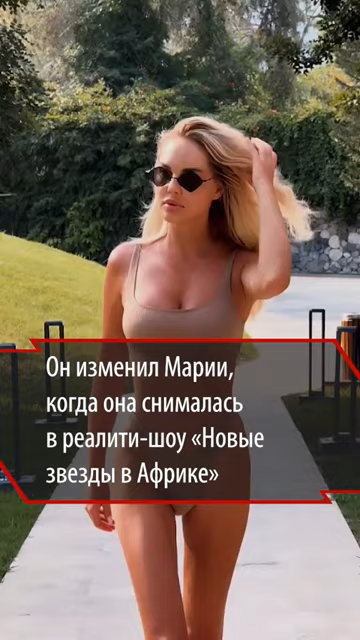 Он изменил Марии,
когда она снималась
в реалити-шоу «Новые
звезды в Африке»